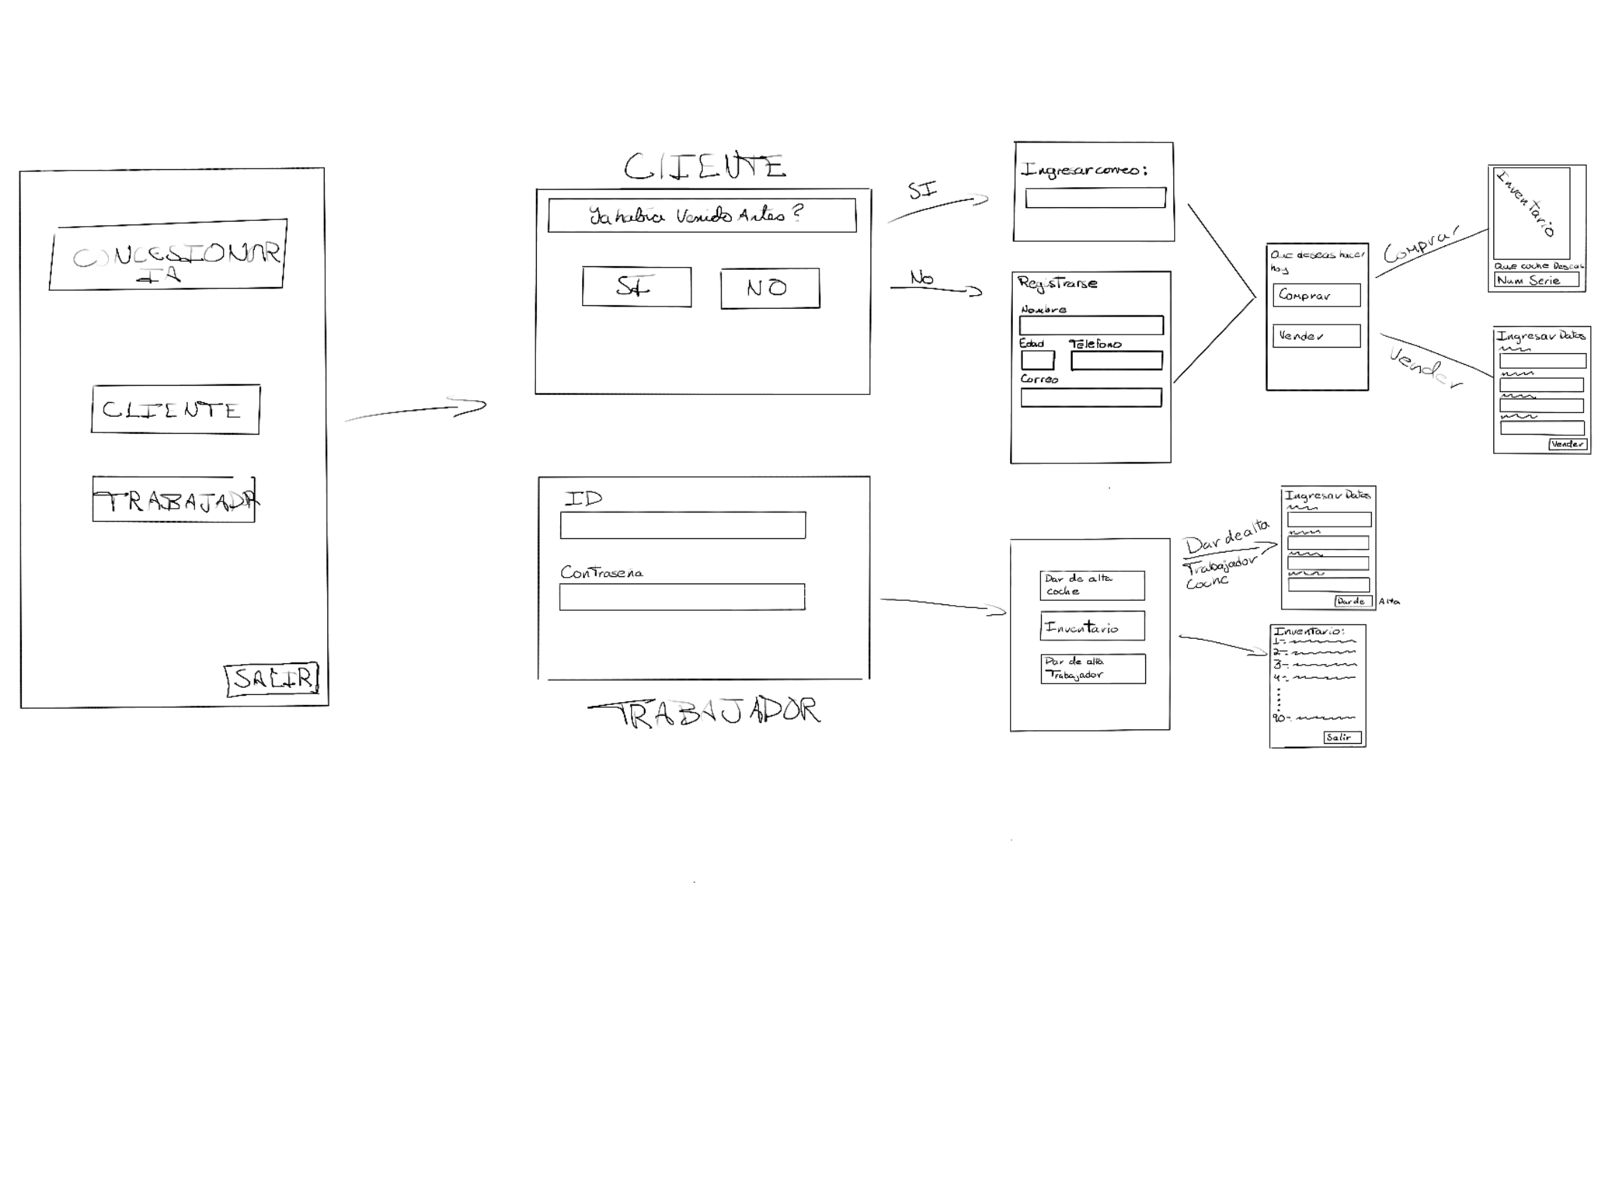 CONCESIONAR
IA
CLIENTE
TRABAJADR
SALIR
CLIENTE
Ya habia Venido Antes?
SI
NO
ID
Contrasena
TRABAJADOR
SI
No
Ingresar correo:
Registrarse
Nombre
Edad Telefono
Correo
Que deseas hacer
hoy
Comprar
Vender
Comprar
Vender
Inventario
Que coche Deseas
Num Serie
Ingresar Datos
Vender
Dar de alta
coche
Inventario
Dar de alta
Trabajador
Dar de alta
Trabajador
Ingresar Datos
Dar de Alta
Inventario:
1-.
2-.
3-.
4-.
90-.
Salir